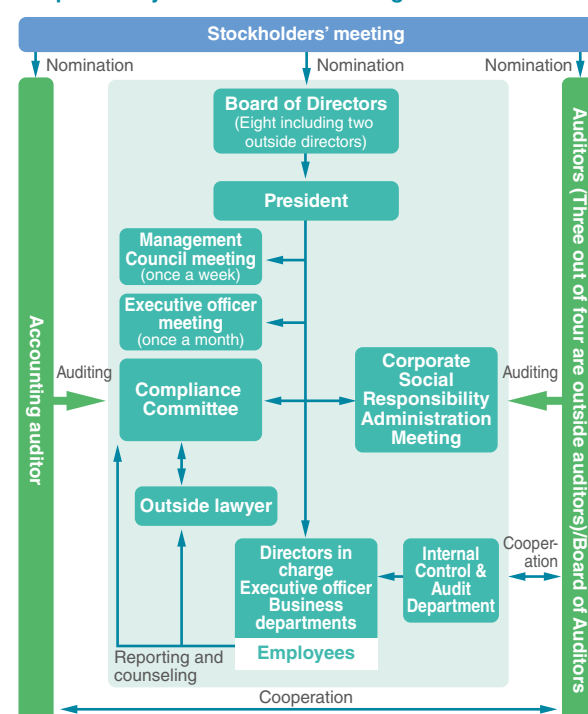 Stockholders’ meeting
Nomination
Nomination
Nomination
Board of Directors
(Eight including two
outside directors)
President
Management
Council meeting
(once a week)
Executive officer
meeting
(once a month)
Accounting auditor
Auditing
Compliance
Committee
Corporate
Social
Responsibility
Administration
Meeting
Auditing
Auditors (Three out of four are outside auditors)/Board of Auditors
Outside lawyer
Directors in
charge
Executive officer
Business
departments
Employees
Internal
Control &
Audit
Department
Cooper-
ation
Reporting and
counseling
Cooperation